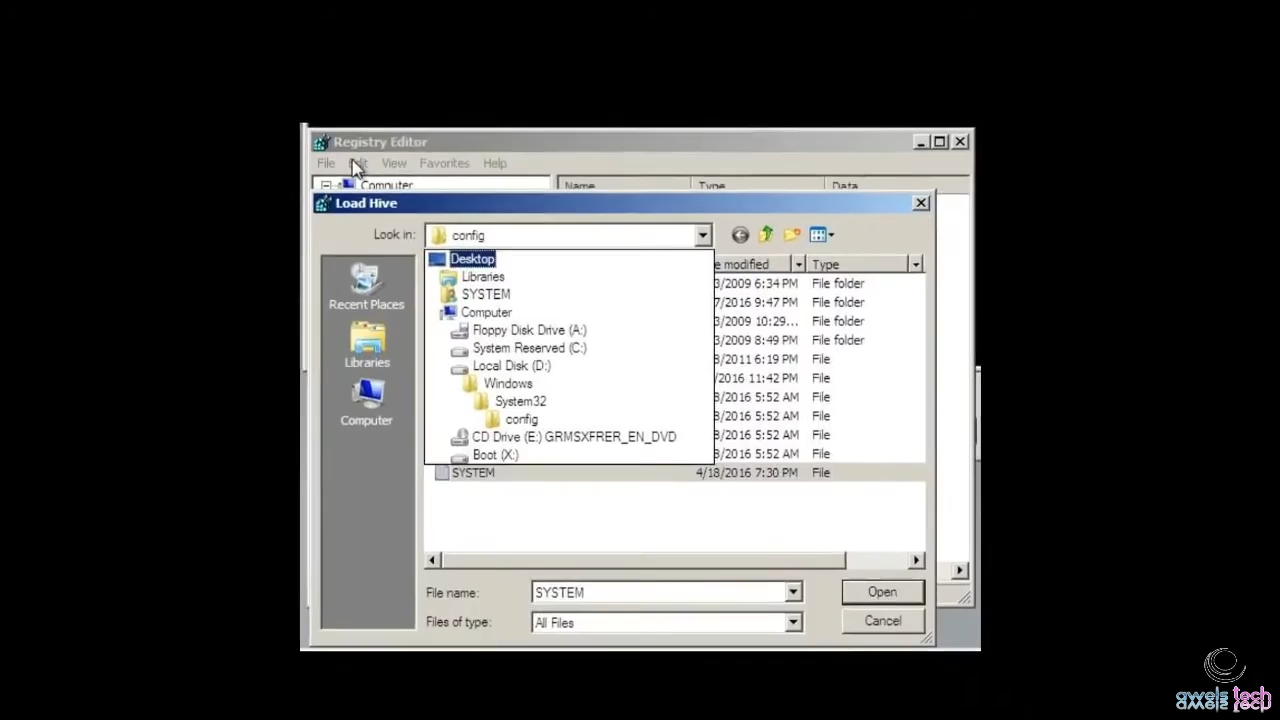 Registry Editor
File Edit View Favorites Help
Computer Name Type Data
Load Hive
Look in: config
Desktop
Libraries
SYSTEM
Computer
Floppy Disk Drive (A:)
System Reserved (C:)
Local Disk (D:)
Windows
System32
config
CD Drive (E:) GRMSXFRER_EN_DVD
Boot (X:)
Recent Places
Libraries
Computer
modified Type
3/2009 6:34 PM File folder
7/2016 9:47 PM File folder
3/2009 10:29... File folder
3/2009 8:49 PM File folder
3/2011 6:19 PM File
/2016 11:42 PM File
3/2016 5:52 AM File
3/2016 5:52 AM File
3/2016 5:52 AM File
3/2016 5:52 AM File
SYSTEM 4/18/2016 7:30 PM File
File name: SYSTEM Open
Files of type: All Files Cancel
awels tech